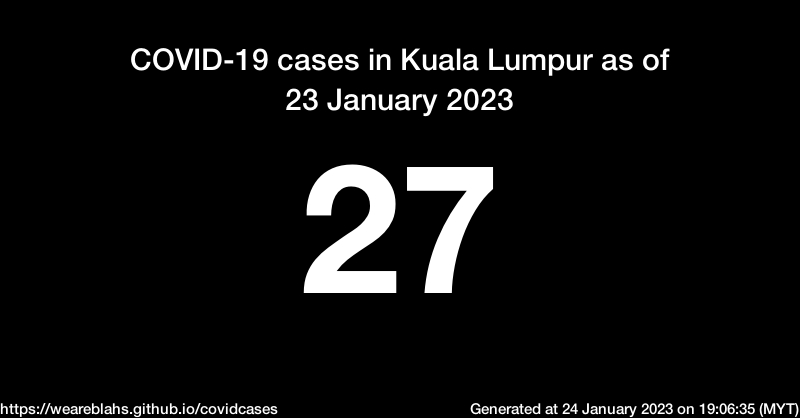 COVID-19 cases in Kuala Lumpur as of
23 January 2023
27
https://weareblahs.github.io/covidcases
Generated at 24 January 2023 on 19:06:35 (MYT)